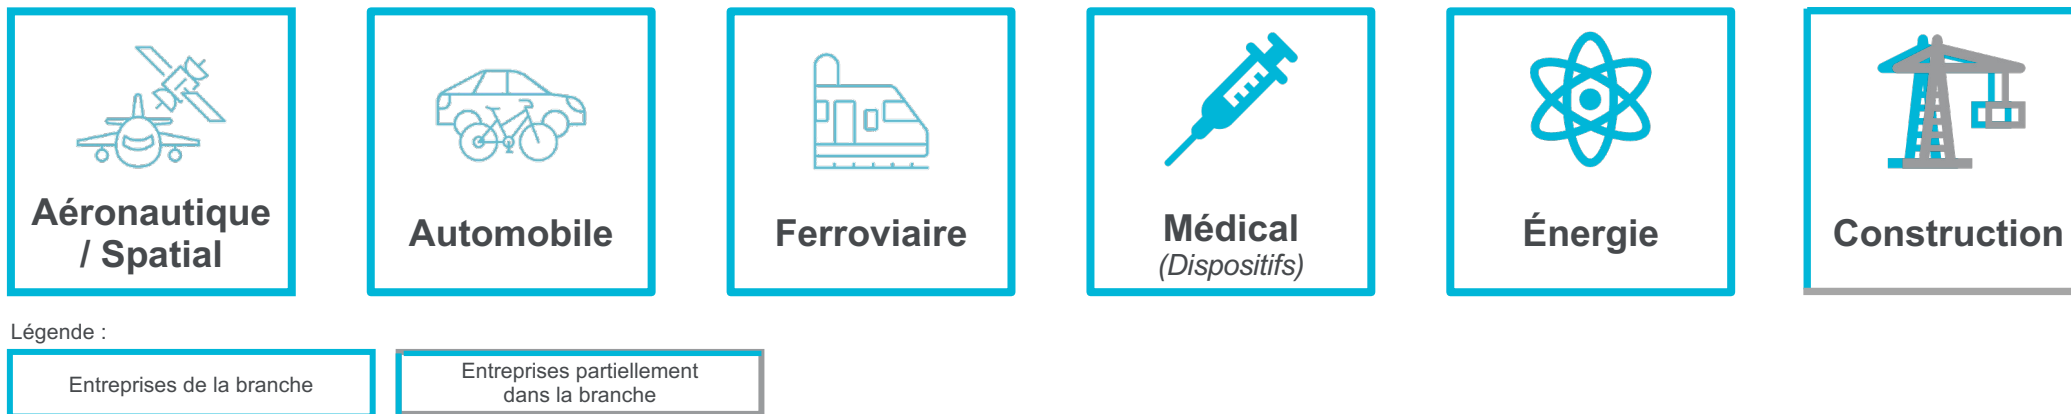 Aéronautique
/ Spatial
Automobile
Ferroviaire
Médical
(Dispositifs)
Énergie
Construction
Légende :
Entreprises de la branche
Entreprises partiellement
dans la branche